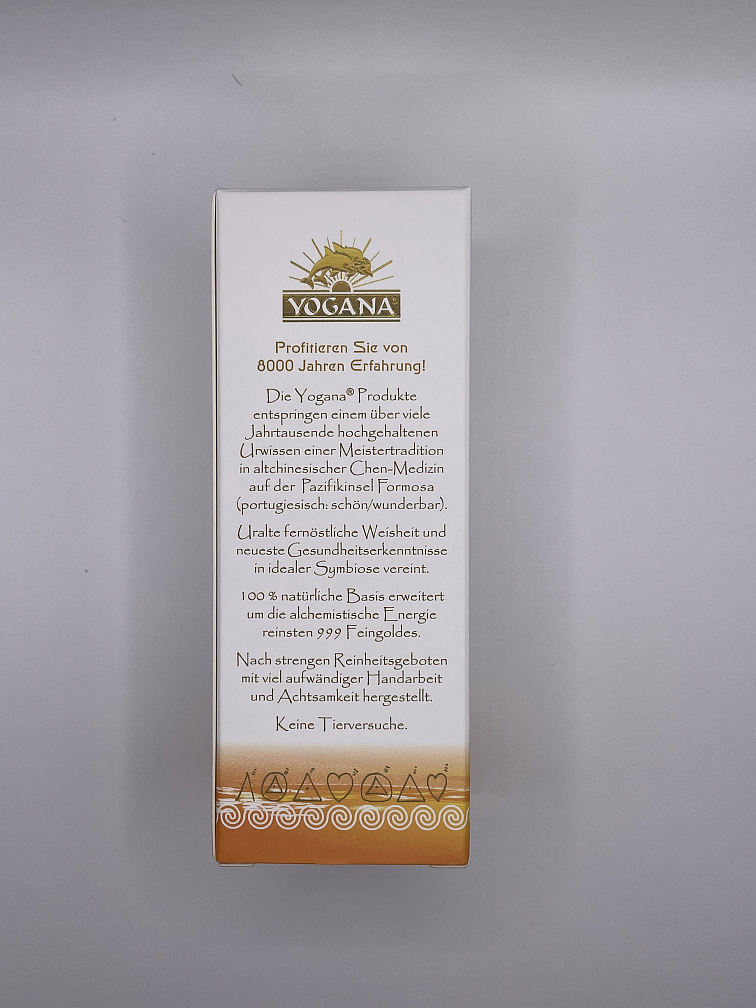 YOGANA®
Profitieren Sie von
8000 Jahren Erfahrung!
Die Yogana® Produkte
entspringen einem über viele
Jahrtausende hochgehaltenen
Urwissen einer Meistertradition
in altchinesischer Chen-Medizin
auf der Pazifikinsel Formosa
(portugiesisch: schön/wunderbar).
Uralte fernöstliche Weisheit und
neueste Gesundheitserkenntnisse
in idealer Symbiose vereint.
100 % natürliche Basis erweitert
um die alchemistische Energie
reinsten 999 Feingoldes.
Nach strengen Reinheitsgeboten
mit viel aufwändiger Handarbeit
und Achtsamkeit hergestellt.
Keine Tierversuche.